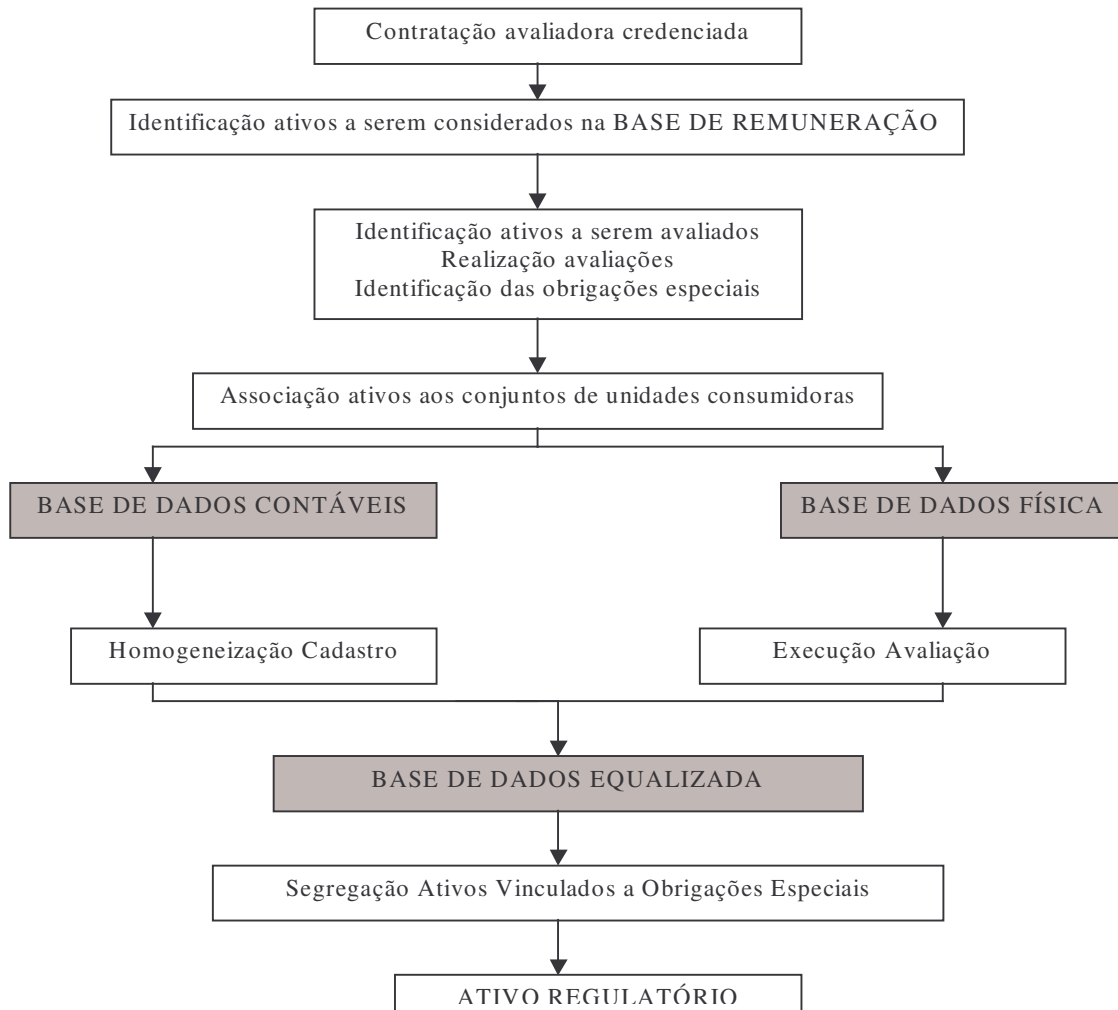 Contratação avaliadora credenciada
Identificação ativos a serem considerados na BASE DE REMUNERAÇÃO
Identificação ativos a serem avaliados
Realização avaliações
Identificação das obrigações especiais
Associação ativos aos conjuntos de unidades consumidoras
BASE DE DADOS CONTÁVEIS
BASE DE DADOS FÍSICA
Homogeneização Cadastro
Execução Avaliação
BASE DE DADOS EQUALIZADA
Segregação Ativos Vinculados a Obrigações Especiais
ATIVO REGULATÓRIO